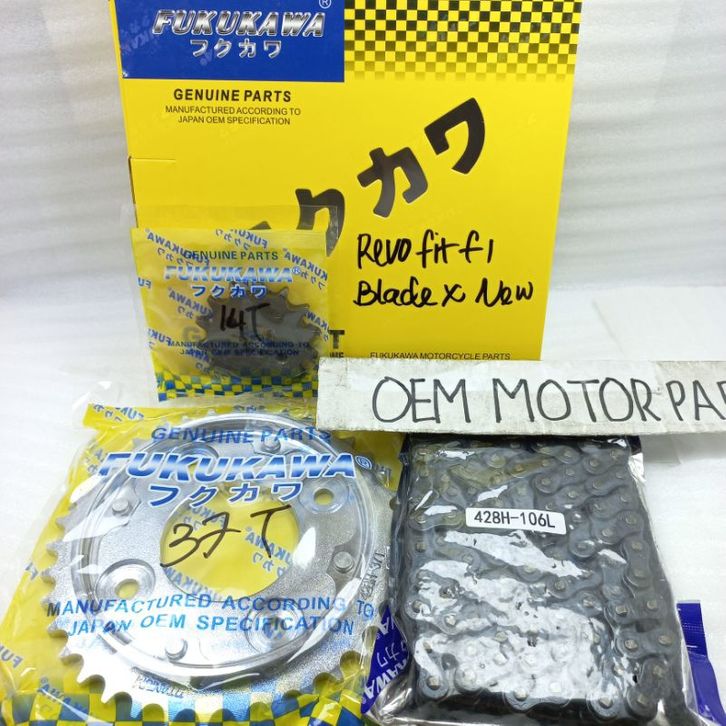 FUKUKAWA®
フクカワ
GENUINE PARTS
MANUFACTURED ACCORDING TO
JAPAN OEM SPECIFICATION
クカワ
Revo fit f1
Blade X New
FUKUKAWA MOTORCYCLE PARTS
GENUINE PARTS
FUKUKAWA®
フクカワ
14T
MANUFACTURED ACCORDING TO
JAPAN OEM SPECIFICATION
OEM MOTOR PAR
GENUINE PARTS
FUKUKAWA®
フクカワ
37T
MANUFACTURED ACCORDING TO
JAPAN OEM SPECIFICATION
428H-106L